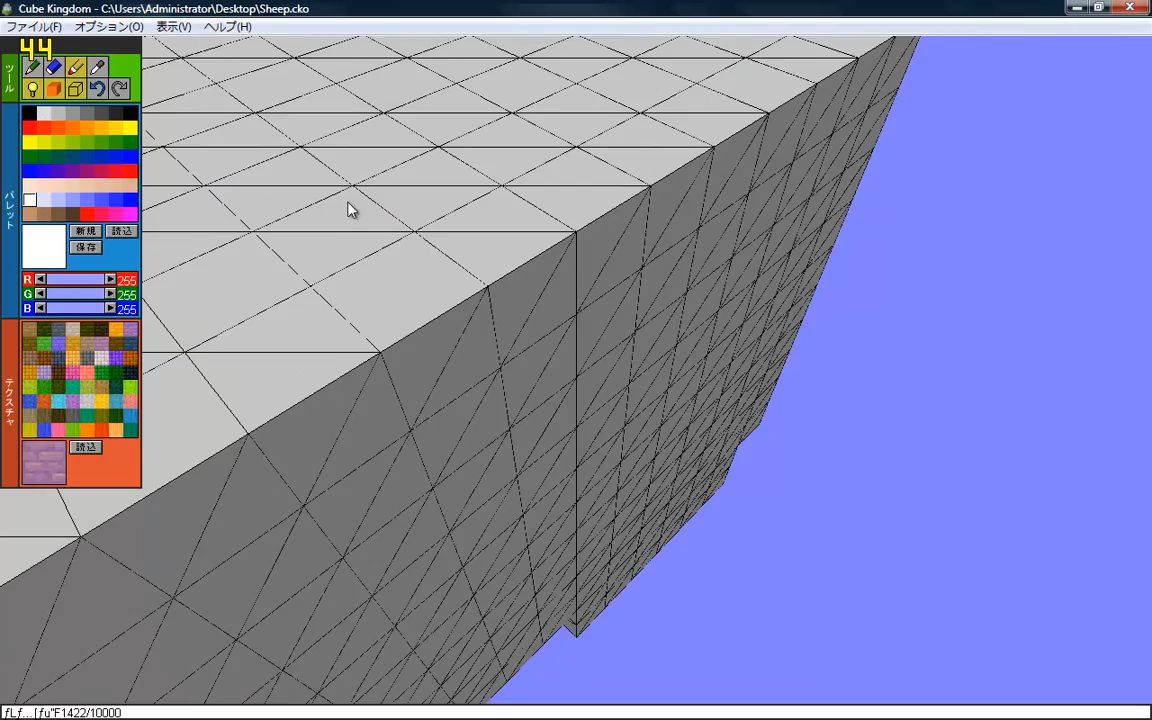 Cube Kingdom - C:\Users\Administrator\Desktop\Sheep.cko
ファイル(F) オプション(O) 表示(V) ヘルプ(H)
44
ツール
パレット
新規 読込
保存
R 255
G 255
B 255
テクスチャ
読込
ƒLƒ…[ƒu"F1422/10000